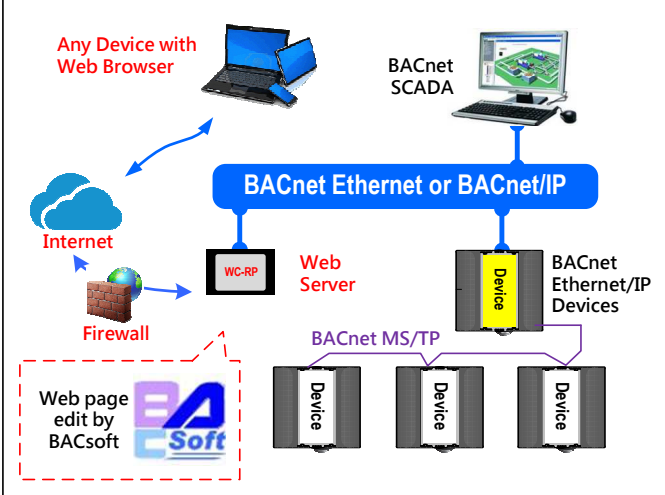 Any Device with
Web Browser
BACnet
SCADA
BACnet Ethernet or BACnet/IP
Internet
WC-RP
Web
Server
Device
BACnet
Ethernet/IP
Devices
Firewall
BACnet MS/TP
Device
Device
Device
Web page
edit by
BACsoft
BA
C Soft